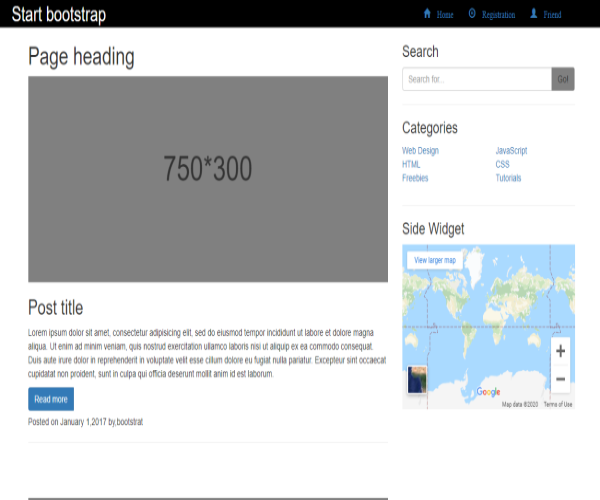 Start bootstrap
Home Registration Friend
Page heading
750*300
Post title
Lorem ipsum dolor sit amet, consectetur adipisicing elit, sed do eiusmod tempor incididunt ut labore et dolore magna
aliqua. Ut enim ad minim veniam, quis nostrud exercitation ullamco laboris nisi ut aliquip ex ea commodo consequat.
Duis aute irure dolor in reprehenderit in voluptate velit esse cillum dolore eu fugiat nulla pariatur. Excepteur sint occaecat
cupidatat non proident, sunt in culpa qui officia deserunt mollit anim id est laborum.
Read more
Posted on January 1,2017 by,bootstrat
Search
Search for... Go!
Categories
Web Design JavaScript
HTML CSS
Freebies Tutorials
Side Widget
View larger map
Google
Map data ©2020 Terms of Use